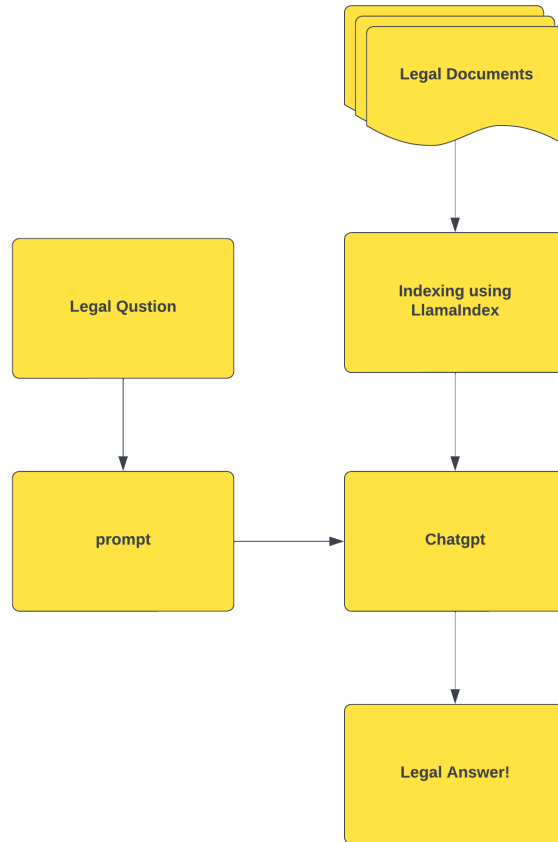 Legal Documents
Indexing using
LlamaIndex
Legal Qustion
prompt
Chatgpt
Legal Answer!